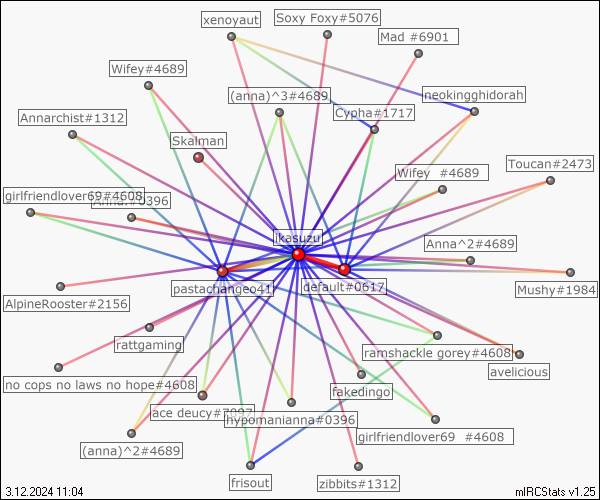 xenoyaut
Soxy Foxy#5076
Mad #6901
Wifey#4689
(anna)^3#4689
neokingghidorah
Annarchist#1312
Cypha#1717
Skalman
Toucan#2473
Wifey #4689
girlfriendlover69#4608
#0396
ikasuzu
Anna^2#4689
pastachangeo41
default#0617
Mushy#1984
AlpineRooster#2156
rattgaming
ramshackle gorey#4608
avelicious
no cops no laws no hope#4608
fakedingo
ace deucy#7097
hypomanianna#0396
girlfriendlover69 #4608
(anna)^2#4689
frisout
zibbits#1312
3.12.2024 11:04
mIRCStats v1.25